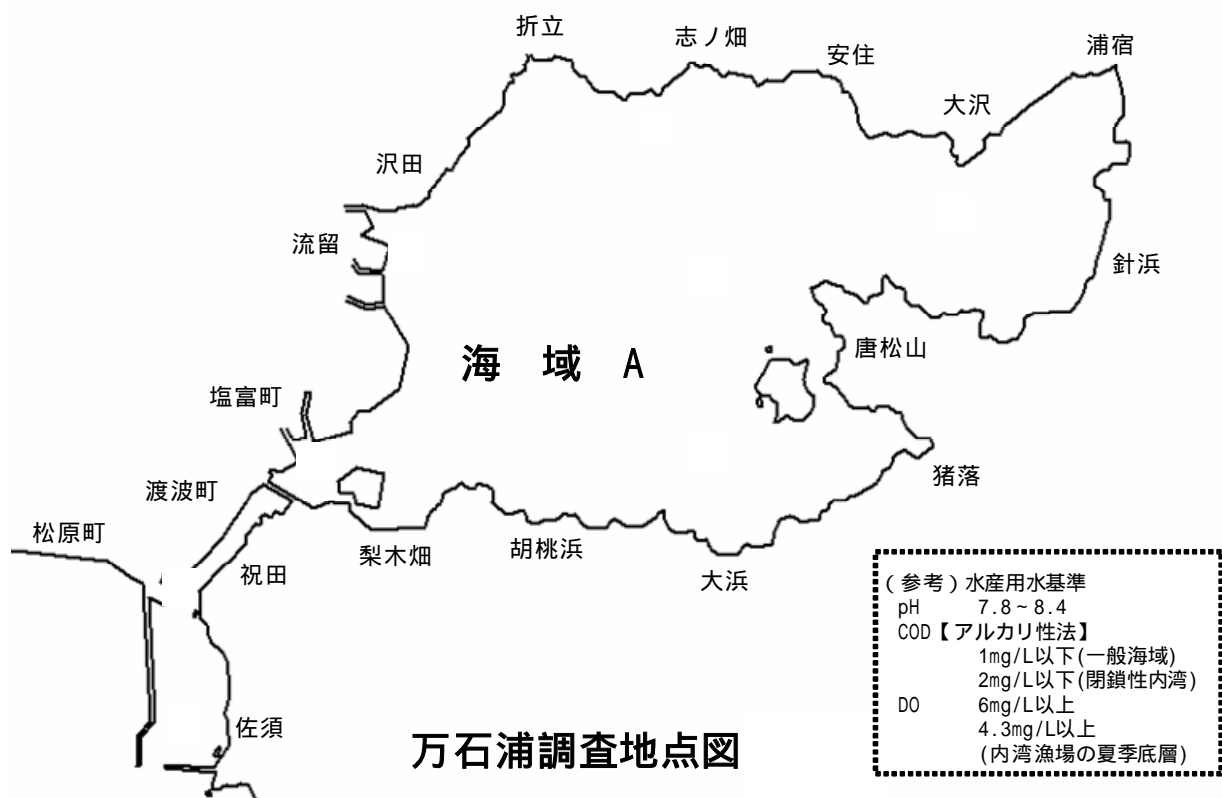 折立
志ノ畑
安住
浦宿
大沢
沢田
流留
針浜
唐松山
海 域 A
塩富町
猪落
渡波町
松原町
梨木畑
胡桃浜
大浜
祝田
佐須
万石浦調査地点図
(参考)水産用水基準
pH 7.8~8.4
COD【アルカリ性法】
1mg/L以下(一般海域)
2mg/L以下(閉鎖性内湾)
DO 6mg/L以上
4.3mg/L以上
(内湾漁場の夏季底層)